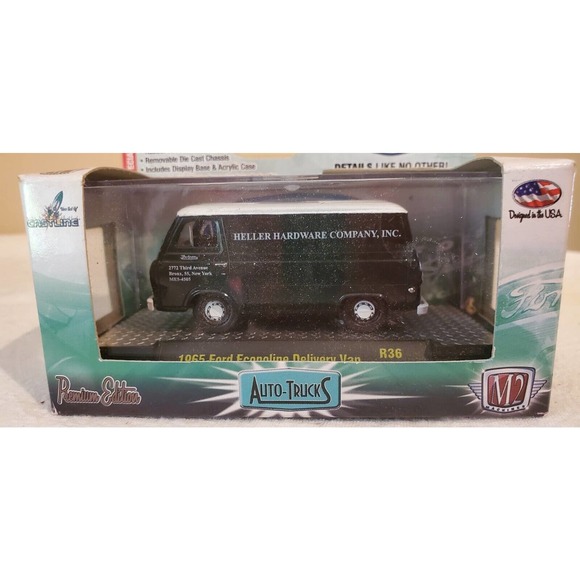 • Removable Die Cast Chassis
• Includes Display Base & Acrylic Case
DETAILS LIKE NO OTHER!
CASTLINE
Designed in the U.S.A.
HELLER HARDWARE COMPANY, INC.
2772 Third Avenue
Bronx, 55, New York
1965 Ford Econoline Delivery Van
R36
Premium Edition
AUTO-TRUCKS
M2
MACHINES
Ford